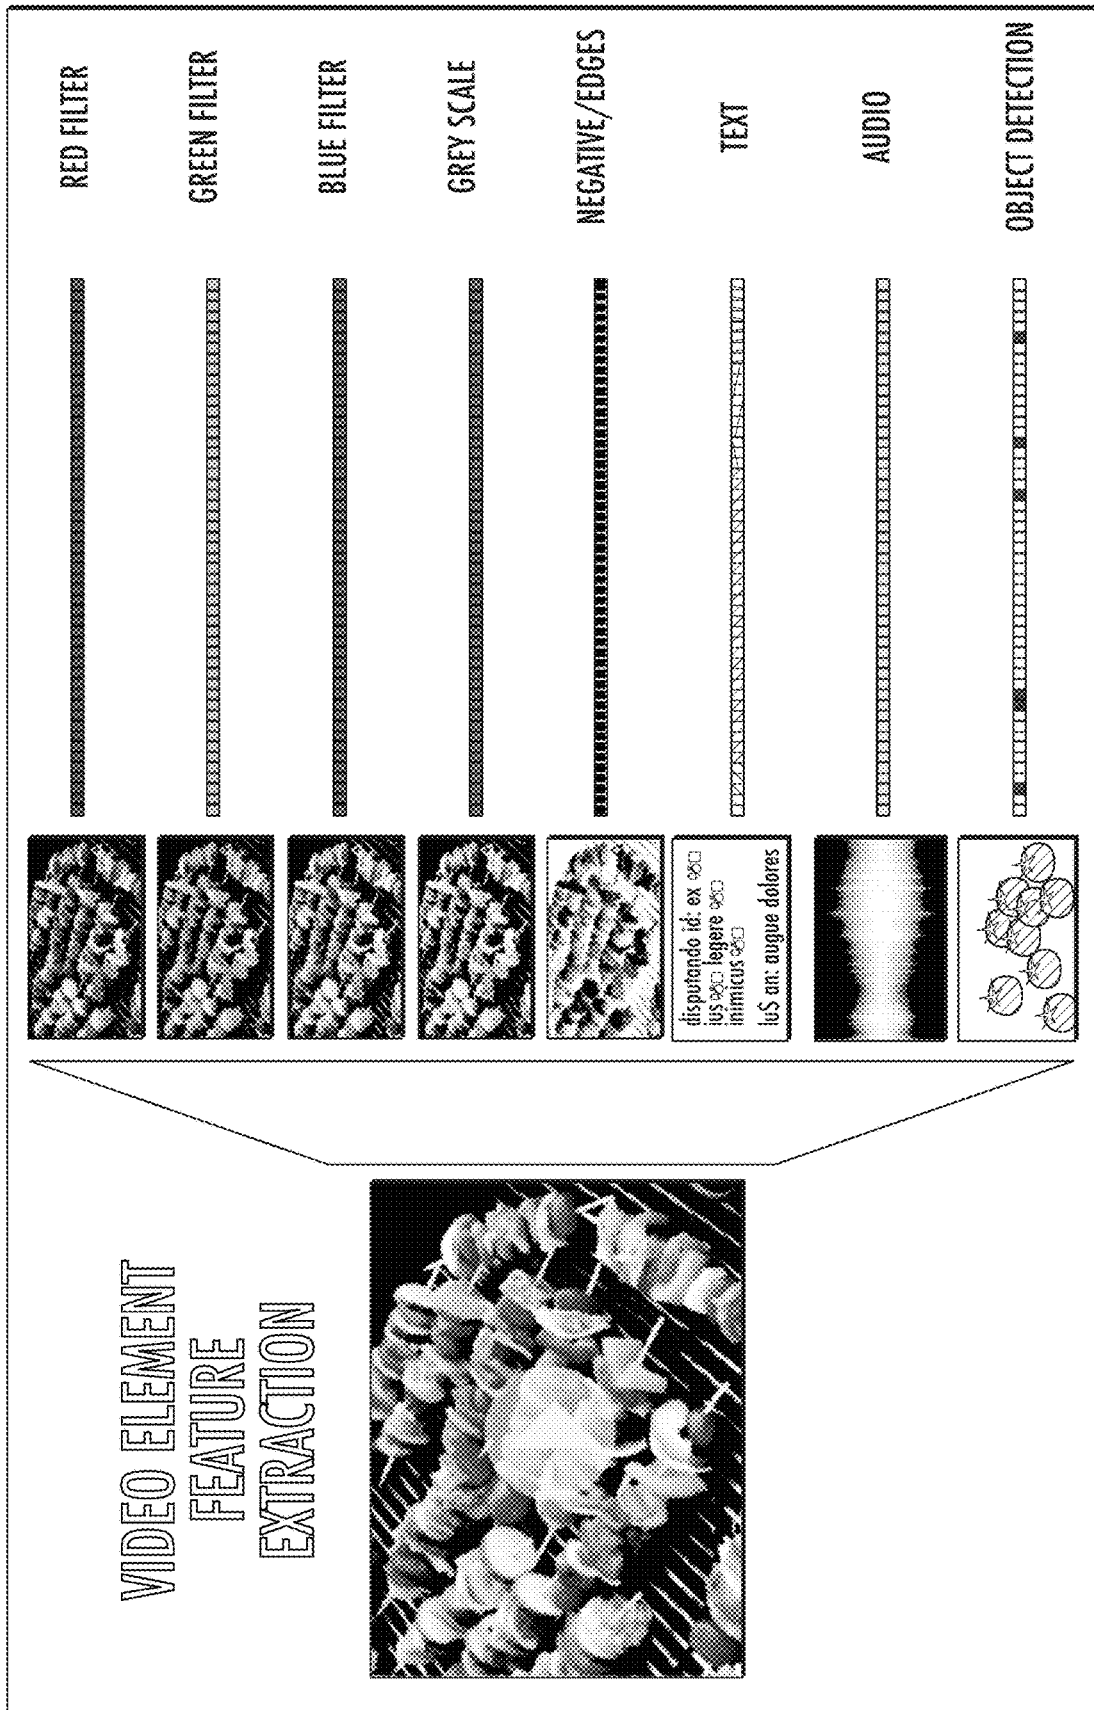 VIDEO ELEMENT
FEATURE
EXTRACTION
RED FILTER
GREEN FILTER
BLUE FILTER
GREY SCALE
NEGATIVE/EDGES
disputando id: ex
ius legere
inimicus
IuS an: augue dolores
TEXT
AUDIO
OBJECT DETECTION